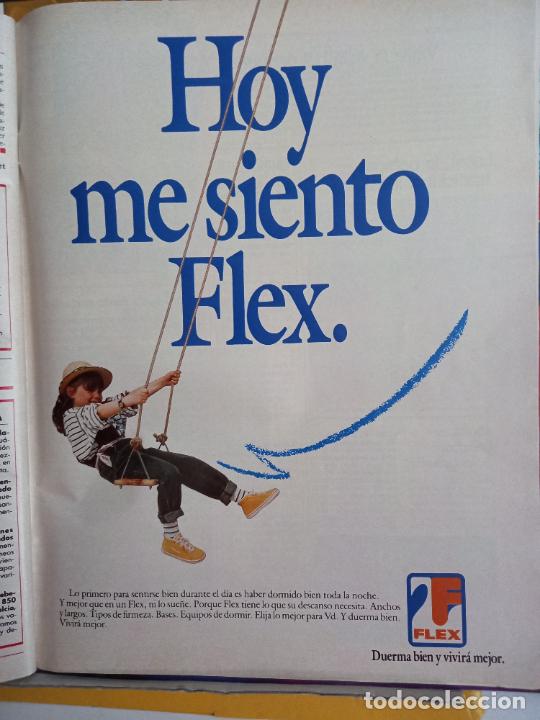 Hoy
me siento
Flex.
Lo primero para sentirse bien durante el día es haber dormido bien toda la noche.
Y mejor que en un Flex, ni lo sueñe. Porque Flex tiene lo que su descanso necesita. Anchos
y largos. Tipos de firmeza. Bases. Equipos de dormir. Elija lo mejor para Vd. Y duerma bien.
Vivirá mejor.
F
FLEX
Duerma bien y vivirá mejor.
todocoleccion